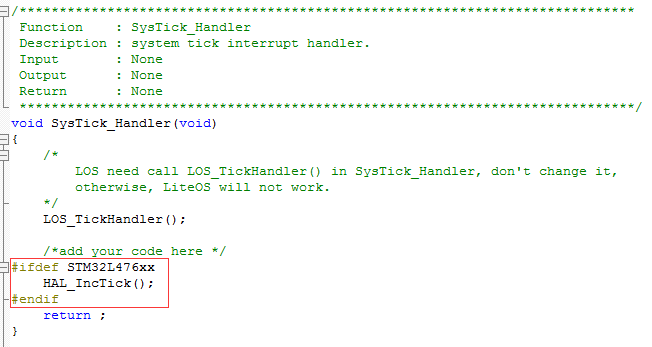 /******************************************************************************
 Function    : SysTick_Handler
 Description : system tick interrupt handler.
 Input       : None
 Output      : None
 Return      : None
 ******************************************************************************/
void SysTick_Handler(void)
{
    /*
        LOS need call LOS_TickHandler() in SysTick_Handler, don't change it,
        otherwise, LiteOS will not work.
    */
    LOS_TickHandler();

    /*add your code here */
#ifdef STM32L476xx
    HAL_IncTick();
#endif
    return ;
}